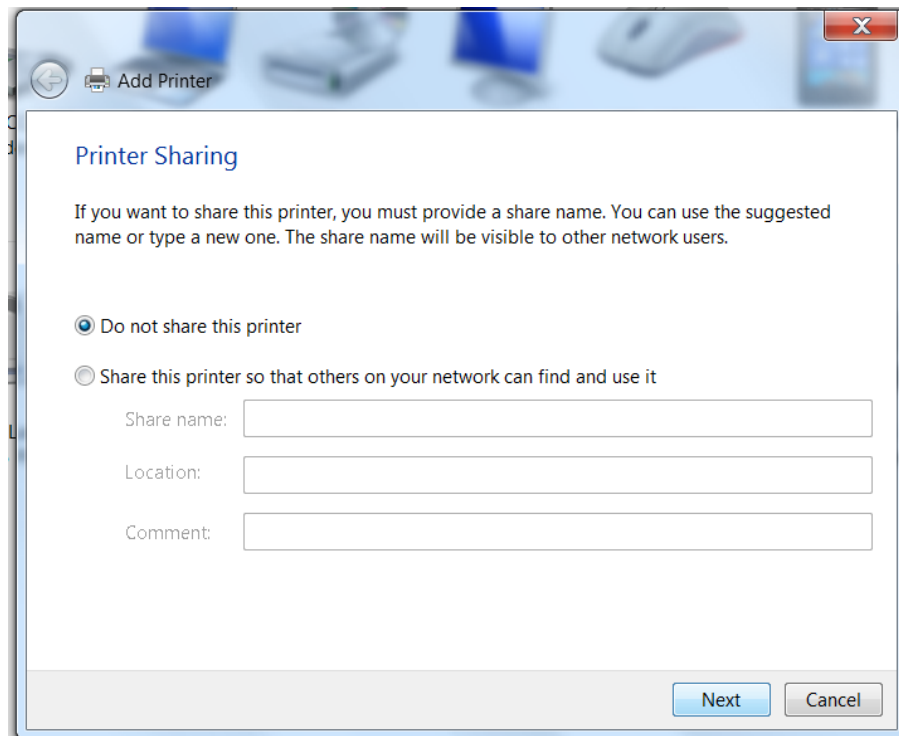 Add Printer
Printer Sharing
If you want to share this printer, you must provide a share name. You can use the suggested
name or type a new one. The share name will be visible to other network users.
Do not share this printer
Share this printer so that others on your network can find and use it
Share name:
Location:
Comment:
Next Cancel